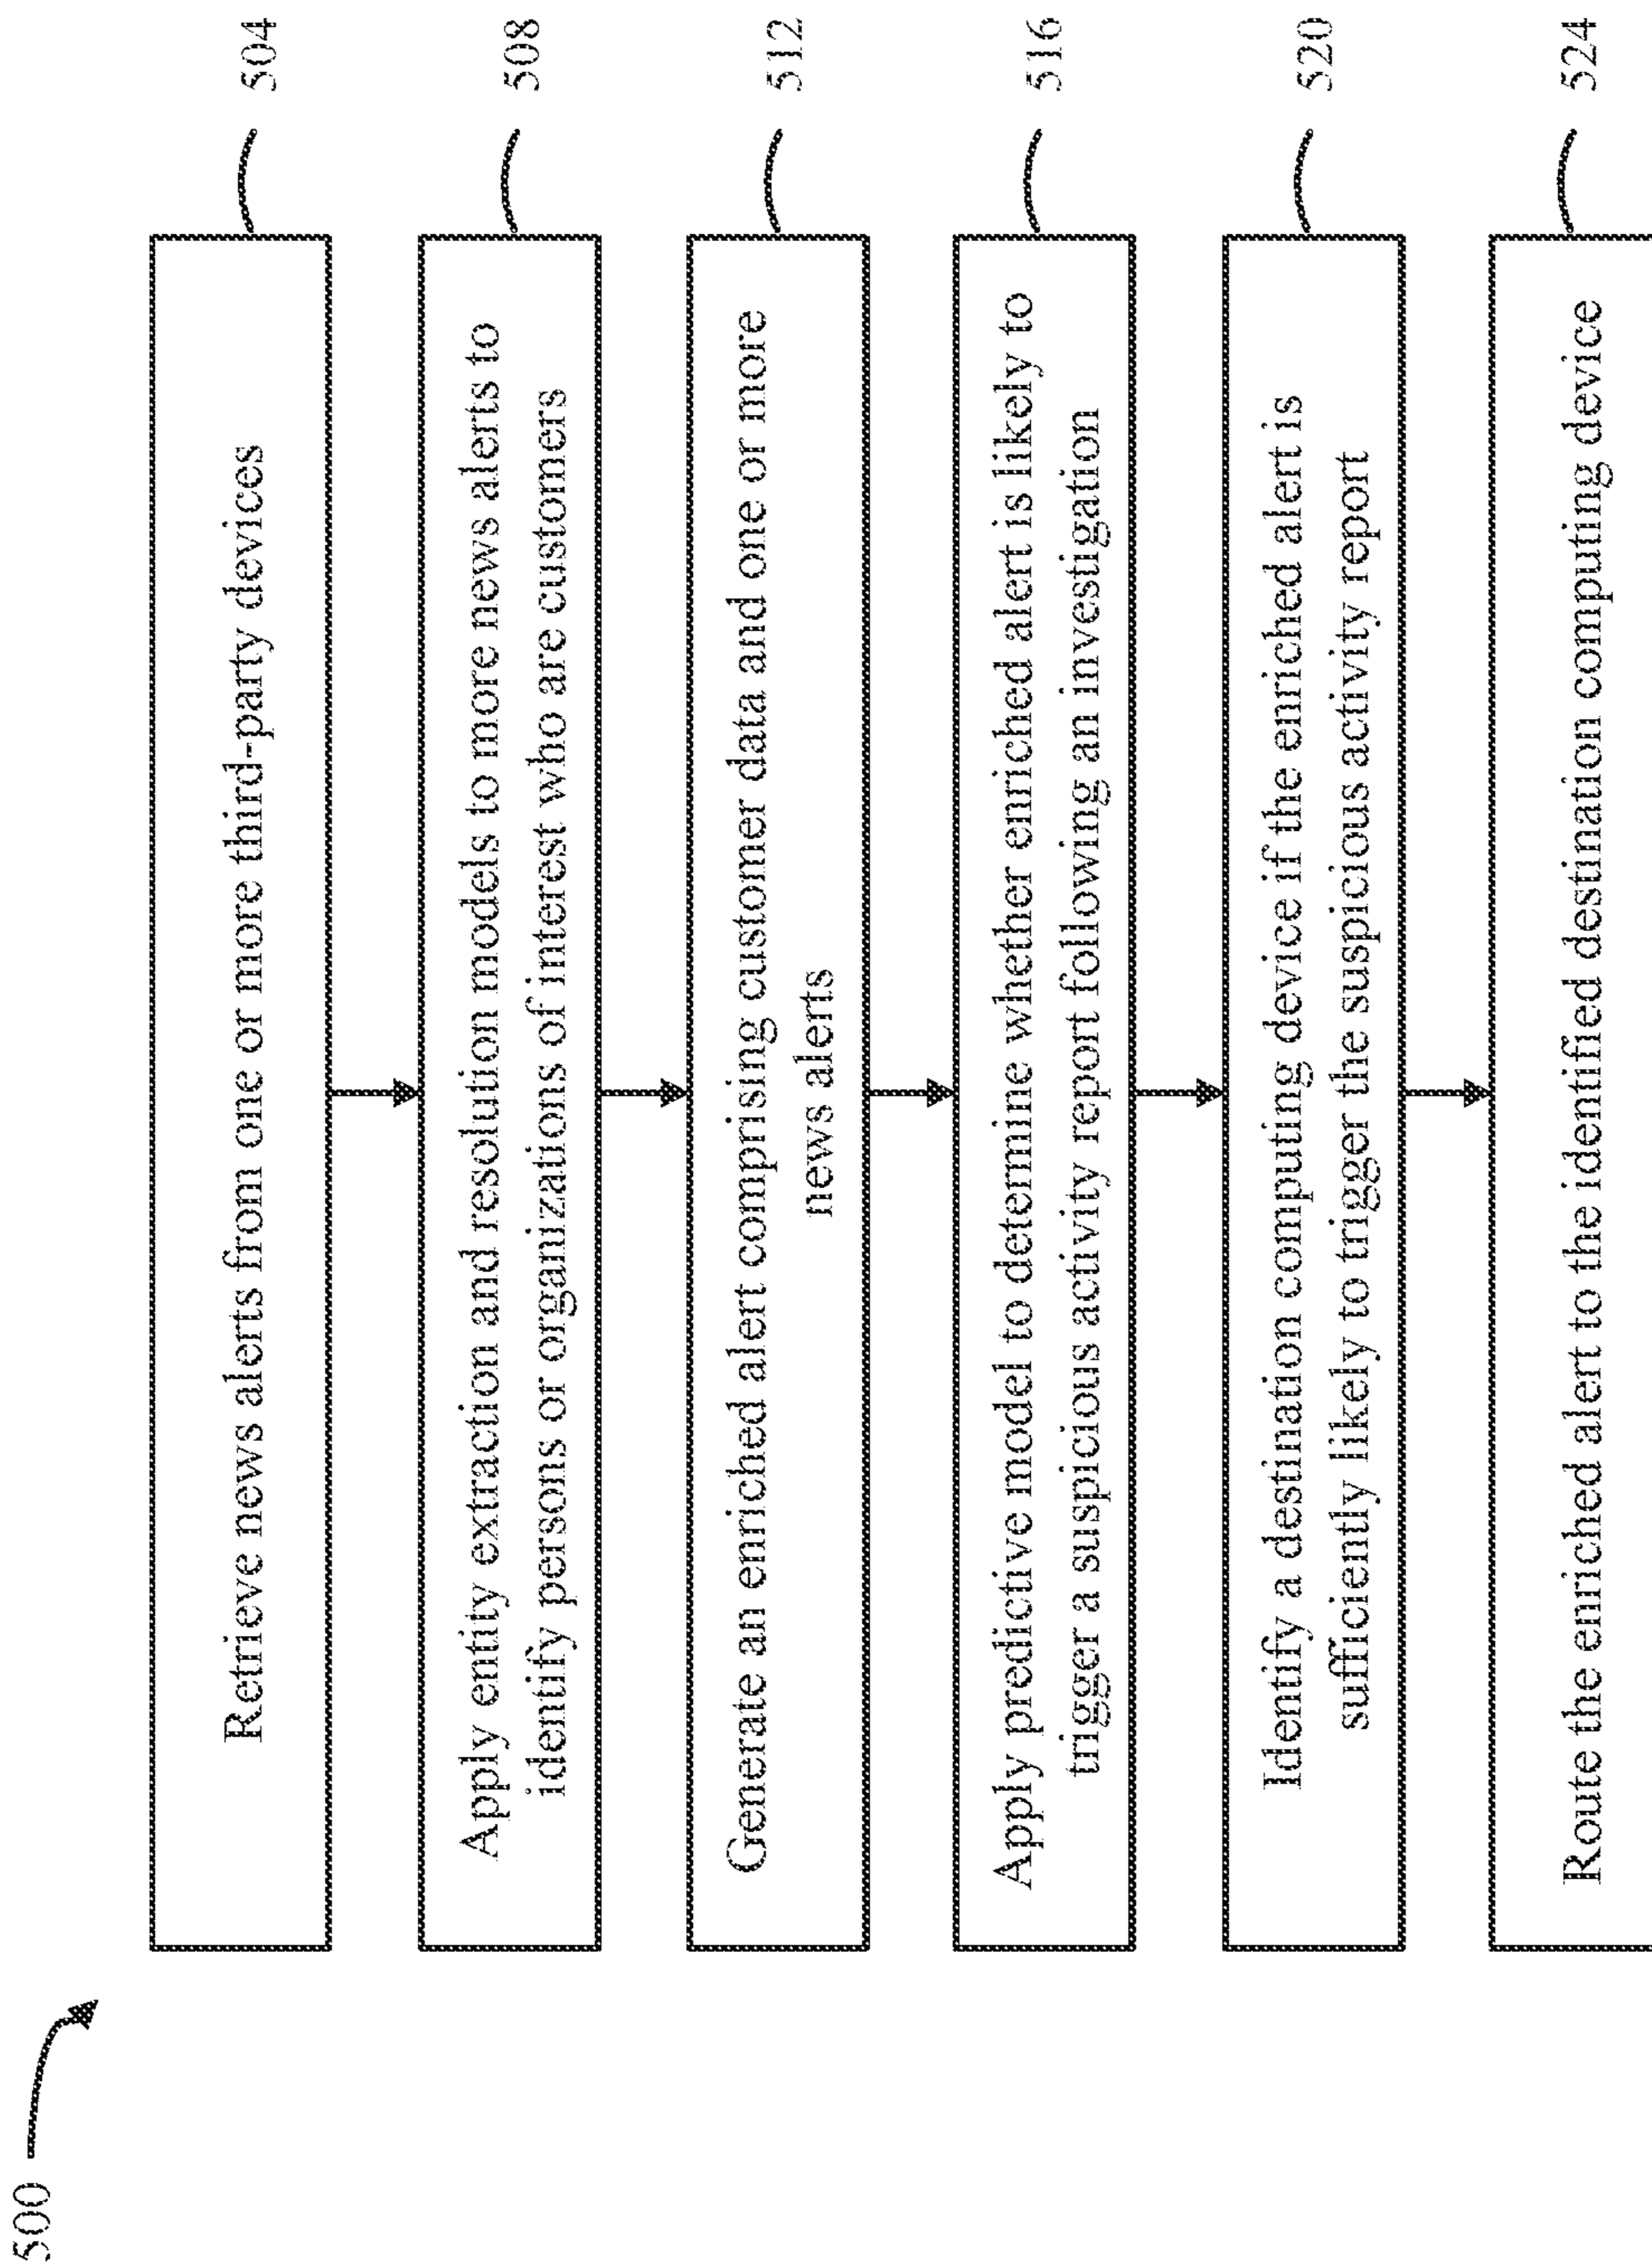 500
Retrieve news alerts from one or more third-party devices
504
Apply entity extraction and resolution models to more news alerts to
identify persons or organizations of interest who are customers
508
Generate an enriched alert comprising customer data and one or more
news alerts
512
Apply predictive model to determine whether enriched alert is likely to
trigger a suspicious activity report following an investigation
516
Identify a destination computing device if the enriched alert is
sufficiently likely to trigger the suspicious activity report
520
Route the enriched alert to the identified destination computing device
524